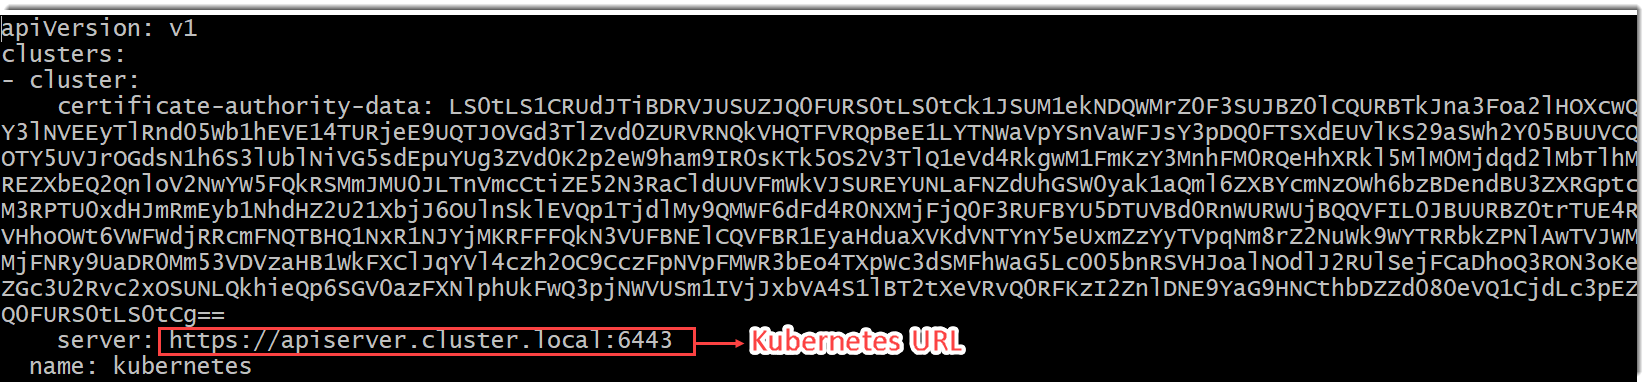 apiVersion: v1
clusters:
- cluster:
certificate-authority-data: LS0tLS1CRUdJTiBDRVJUSUZJQ0FURS0tLS0tCk1JSUM1ekNDQWMrZ0F3SUJBZ0lCQURBTkJna3Foa2lHOXcwQ
Y3lNVEEyTlRnd05Wb1hEVE14TURjeE9UQTJOVGd3TlZvd0ZURVRNQkVHQTFVRQpBeE1LYTNWaVpYSnVaWFJsY3pDQ0FTSXdEUVlKS29aSWh2Y05BUUVCQ
OTY5UVJrOGdsN1h6S3lUblNiVG5sdEpuYUg3ZVd0K2p2eW9ham9IR0sKTk5OS2V3TlQ1eVd4RkgwM1FmKzY3MnhFM0RQeHhXRkl5MlM0Mjdqd2lMbTlhM
REZXbEQ2QnloV2NwYW5FQkRSMmJMU0JLTnVmcCtiZE52N3RaCldUUVFmWkVJSUREYUNLaFNZdUhGSW0yak1aQml6ZXBYcmNzOWh6bzBDendBU3ZXRGptc
M3RPTU0xdHJmRmEyb1NhdHZ2U21XbjJ6OUlnSklEVQp1TjdlMy9QMWF6dFd4R0NXMjFjQ0F3RUFBYU5DTUVBd0RnWURWUjBQQVFIL0JBUURBZ0trTUE4R
VHhoOWt6VWFWdjRRcmFNQTBHQ1NxR1NJYjMKRFFFQkN3VUFBNElCQVFBR1EyaHduaXVKdVNTYnY5eUxmZzYyTVpqNm8rZ2NuWk9WYTRRbkZPNlAwTVJWM
MjFNRy9UaDR0Mm53VDVzaHB1WkFXClJqYVl4czh2OC9CczFpNVpFMWR3bEo4TXpWc3dSMFhWaG5Lc005bnRSVHJoalNOdlJ2RUlSejFCaDhoQ3RON3oKe
ZGc3U2Rvc2xOSUNLQkhieQp6SGV0azFXNlphUkFwQ3pjNWVUSm1IVjJxbVA4S1lBT2tXeVRvQ0RFKzI2ZnlDNE9YaG9HNCthbDZZd080eVQ1CjdLc3pEZ
Q0FURS0tLS0tCg==
server: https://apiserver.cluster.local:6443
Kubernetes URL
name: kubernetes